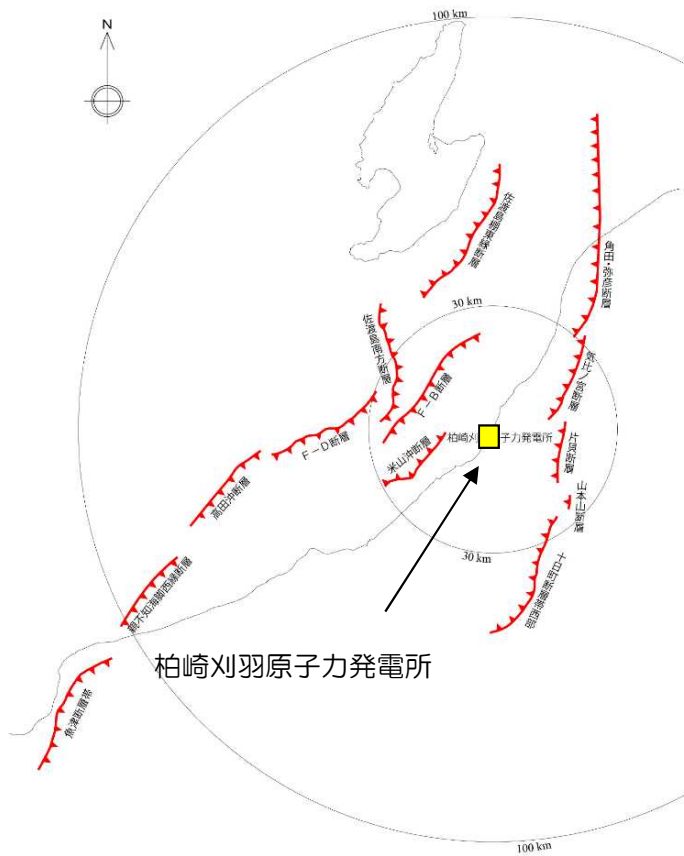 100 km
N
佐渡島棚東縁断層
角田・弥彦断層
30 km
佐渡島南方断層
F－B断層
気比ノ宮断層
柏崎刈羽原子力発電所
片貝断層
F－D断層
米山沖断層
高田沖断層
山本山断層
30 km
十日町断層帯西部
親不知海脚西縁断層
柏崎刈羽原子力発電所
魚津断層帯
100 km